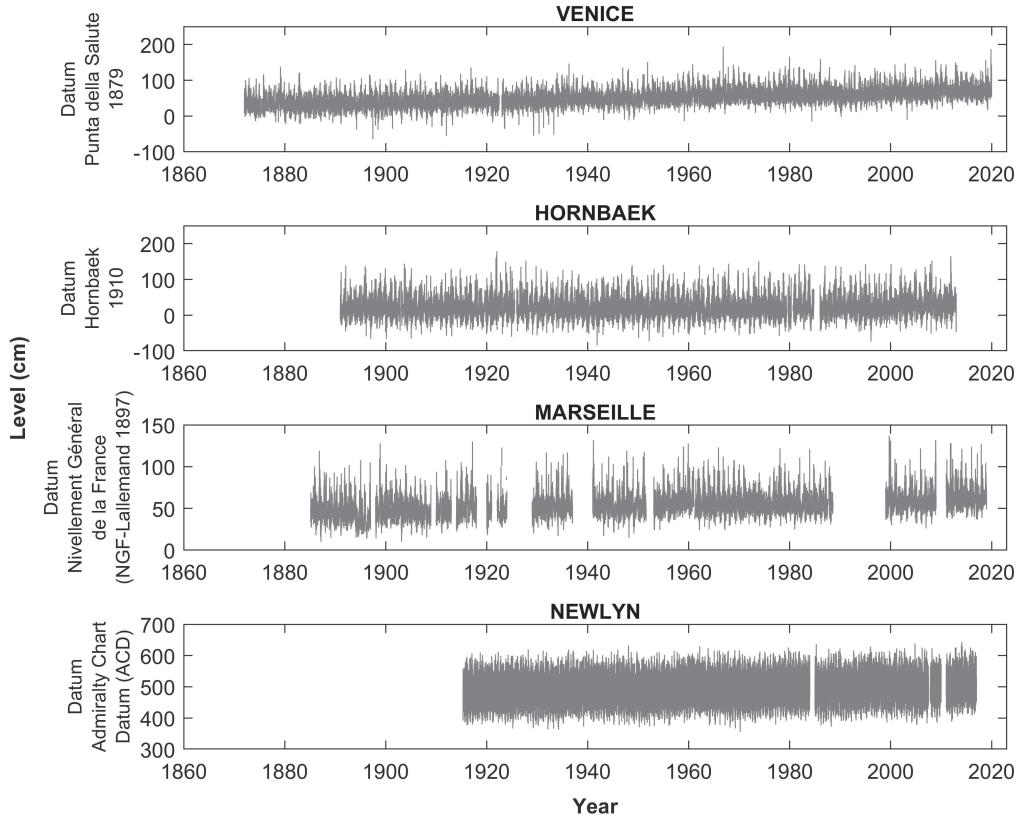 VENICE
Datum
Punta della Salute
1879
200
100
0
-100
1860 1880 1900 1920 1940 1960 1980 2000 2020
HORNBAEK
Datum
Hornbaek
1910
200
100
0
-100
1860 1880 1900 1920 1940 1960 1980 2000 2020
Level (cm)
MARSEILLE
Datum
Nivellement Général
de la France
(NGF-Lallemand 1897)
150
100
50
0
1860 1880 1900 1920 1940 1960 1980 2000 2020
NEWLYN
Datum
Admiralty Chart
Datum (ACD)
700
600
500
400
300
1860 1880 1900 1920 1940 1960 1980 2000 2020
Year